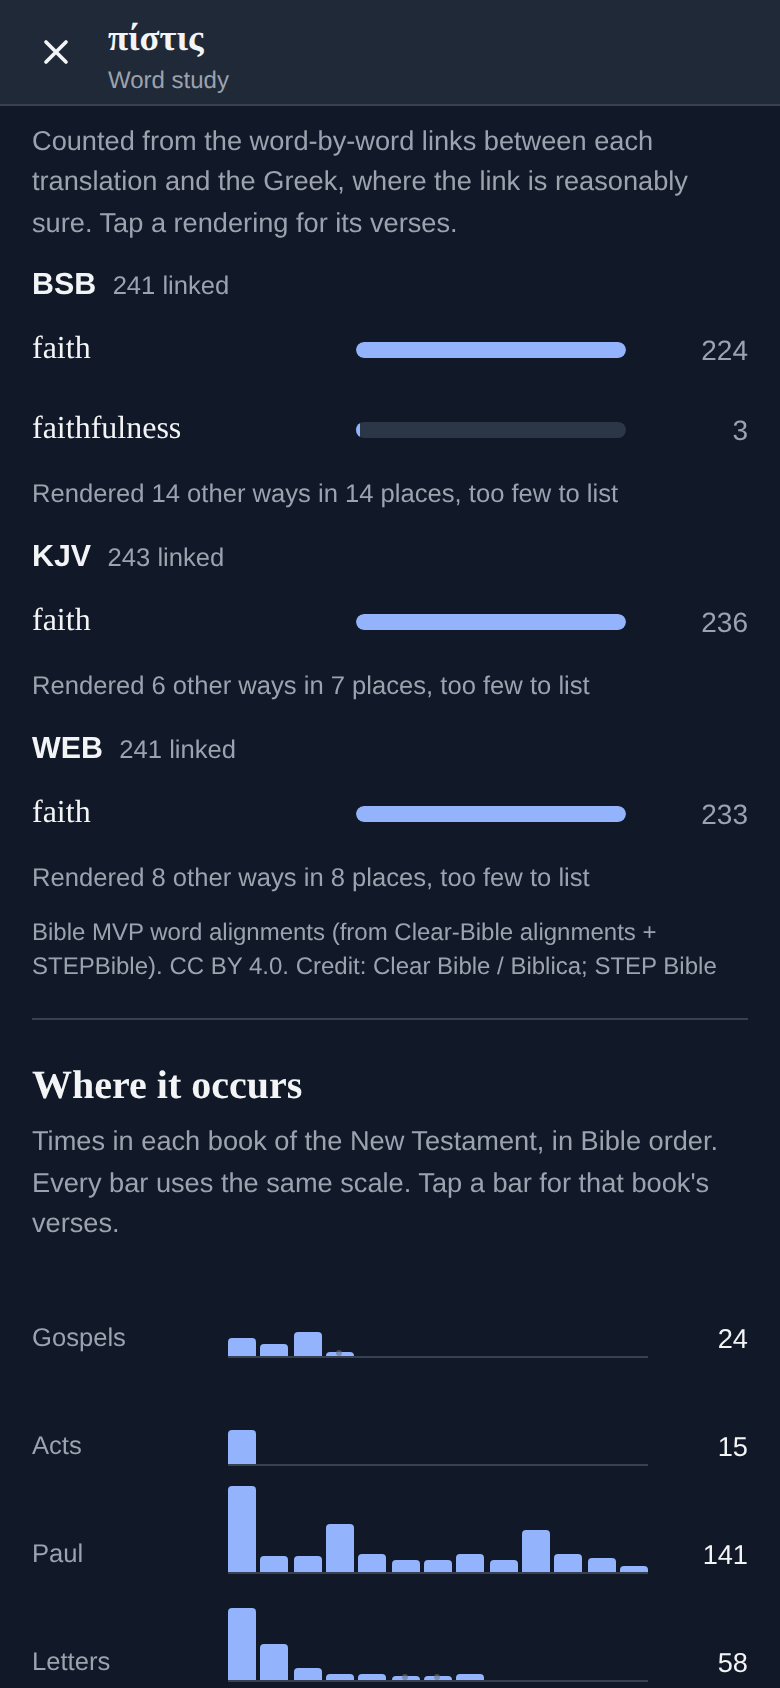 πίστις
Word study
Counted from the word-by-word links between each
translation and the Greek, where the link is reasonably
sure. Tap a rendering for its verses.
BSB 241 linked
faith 224
faithfulness 3
Rendered 14 other ways in 14 places, too few to list
KJV 243 linked
faith 236
Rendered 6 other ways in 7 places, too few to list
WEB 241 linked
faith 233
Rendered 8 other ways in 8 places, too few to list
Bible MVP word alignments (from Clear-Bible alignments +
STEPBible). CC BY 4.0. Credit: Clear Bible / Biblica; STEP Bible
Where it occurs
Times in each book of the New Testament, in Bible order.
Every bar uses the same scale. Tap a bar for that book's
verses.
Gospels 24
Acts 15
Paul 141
Letters 58